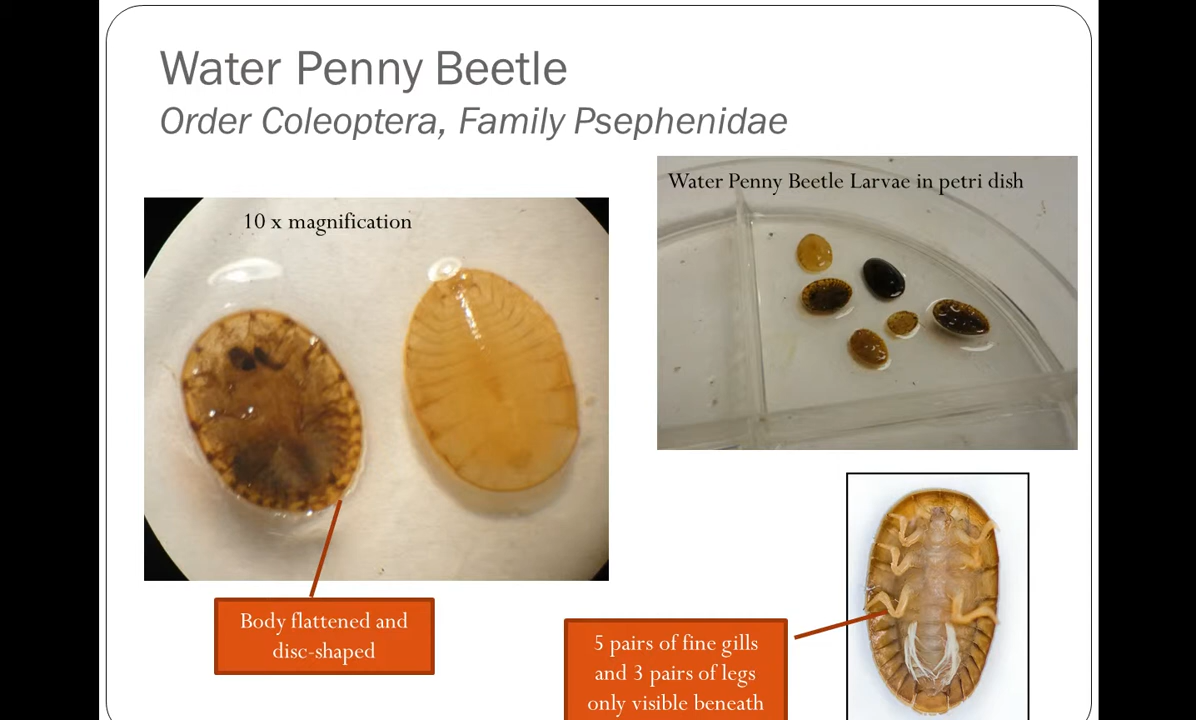 Water Penny Beetle
Order Coleoptera, Family Psephenidae
Water Penny Beetle Larvae in petri dish
10 x magnification
Body flattened and
disc-shaped
5 pairs of fine gills
and 3 pairs of legs
only visible beneath